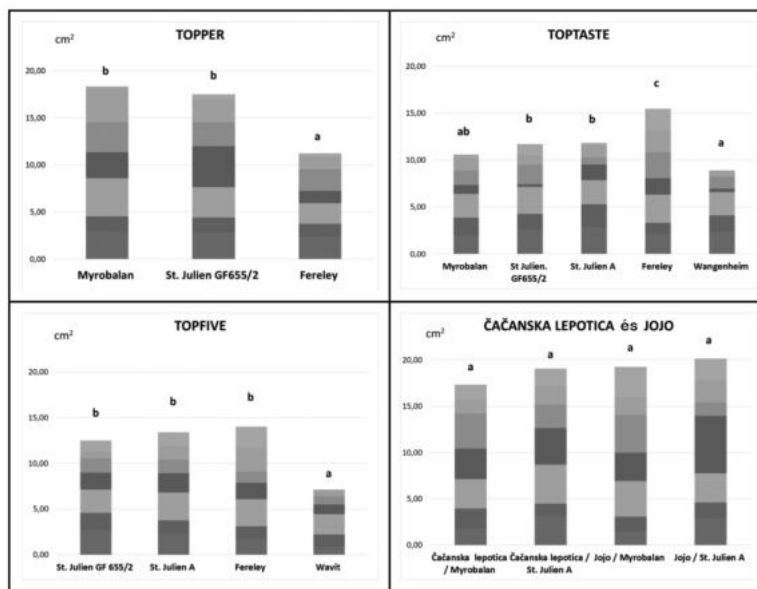 TOPPER
cm²
20,00
15,00
10,00
5,00
0,00
b
b
a
Myrobalan
St. Julien GF655/2
Fereley
TOPTASTE
cm²
20,00
15,00
10,00
5,00
0,00
ab
b
b
c
a
Myrobalan
St Julien.
GF655/2
St. Julien A
Fereley
Wangenheim
TOPFIVE
cm²
20,00
15,00
10,00
5,00
0,00
b
b
b
a
St. Julien GF 655/2
St. Julien A
Fereley
Wavit
ČAČANSKA LEPOTICA és JOJO
cm²
20,00
15,00
10,00
5,00
0,00
a
a
a
a
Čačanska lepotica
/ Myrobalan
Čačanska lepotica /
St. Julien A
Jojo / Myrobalan
Jojo / St. Julien A